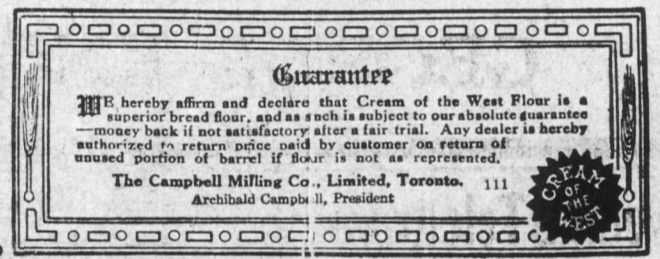 Guarantee
WE hereby affirm and declare that Cream of the West Flour is a
superior bread flour, and as such is subject to our absolute guarantee
—money back if not satisfactory after a fair trial. Any dealer is hereby
authorized to return price paid by customer on return of
unused portion of barrel if flour is not as represented.
The Campbell Milling Co., Limited, Toronto. 111
Archibald Campbell, President
CREAM
OF
THE
WEST